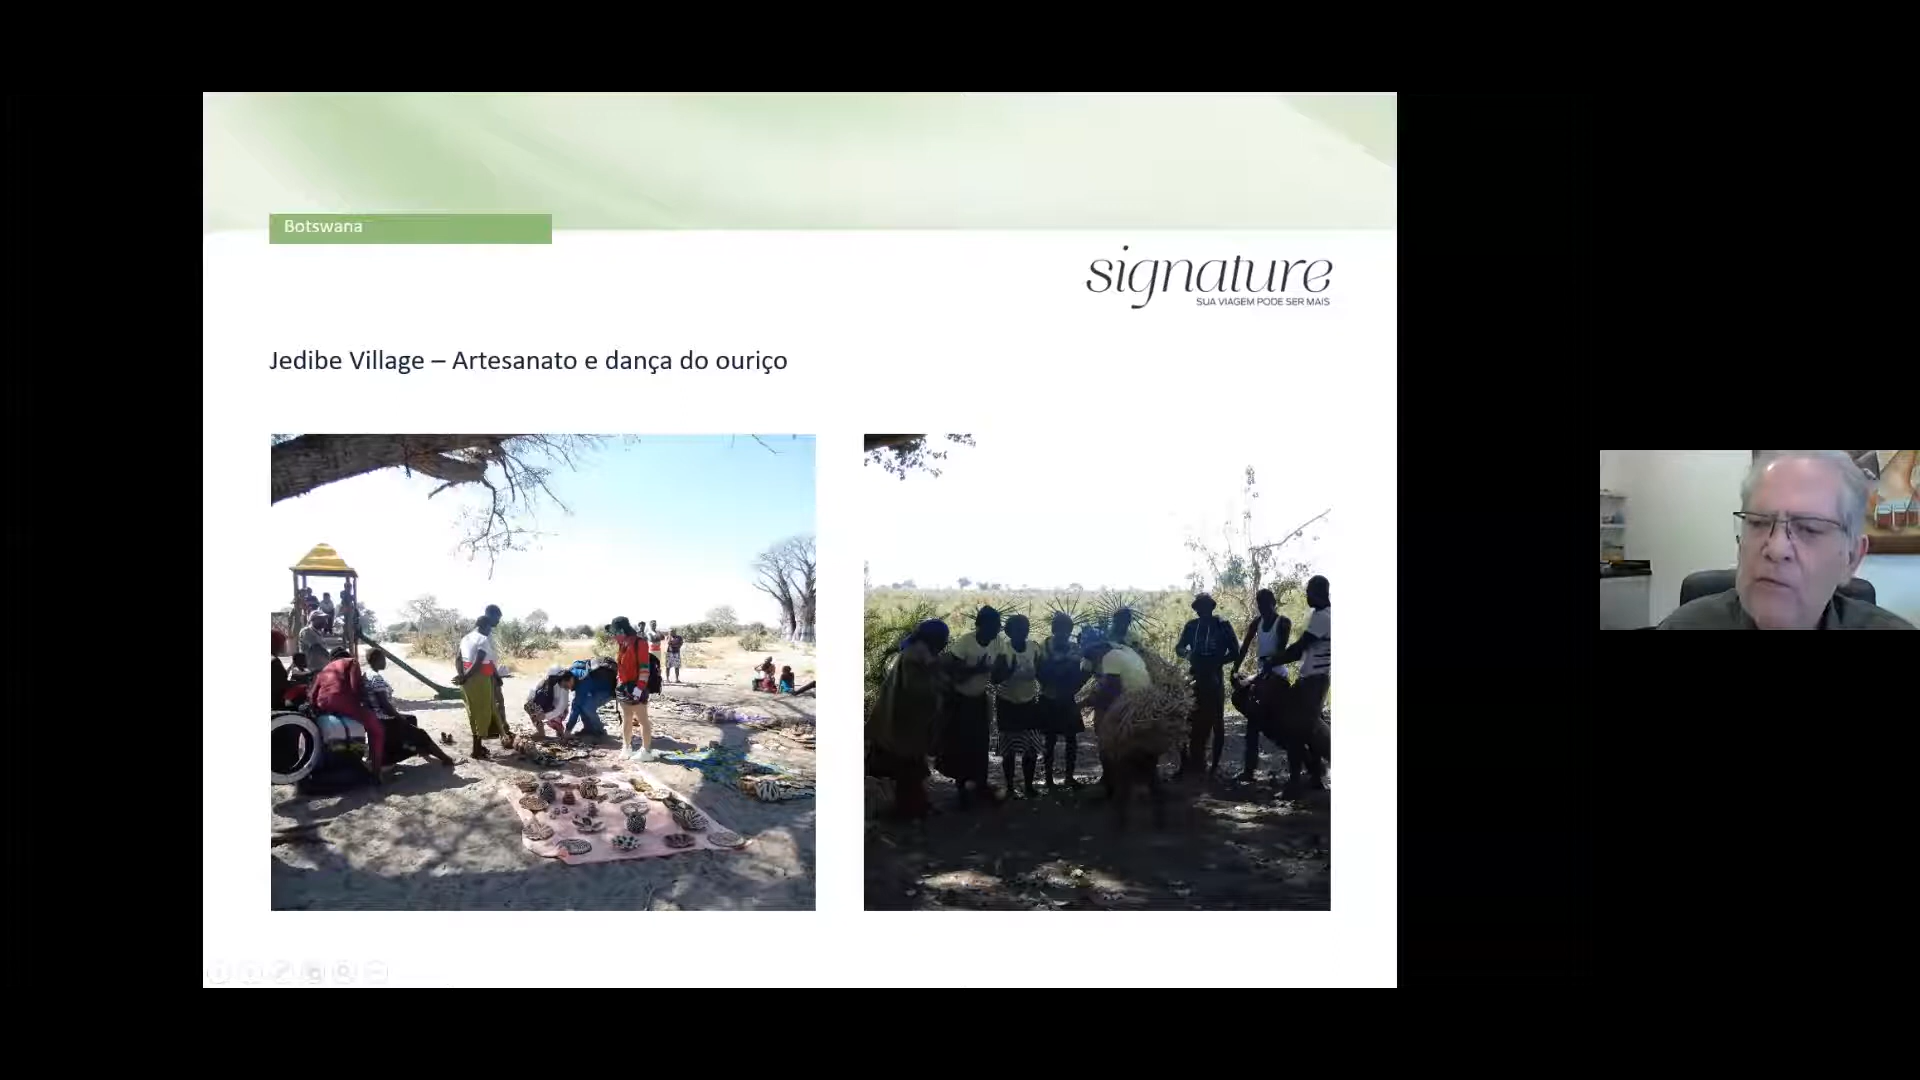 Botswana
signature
SUA VIAGEM PODE SER MAIS
Jedibe Village – Artesanato e dança do ouriço